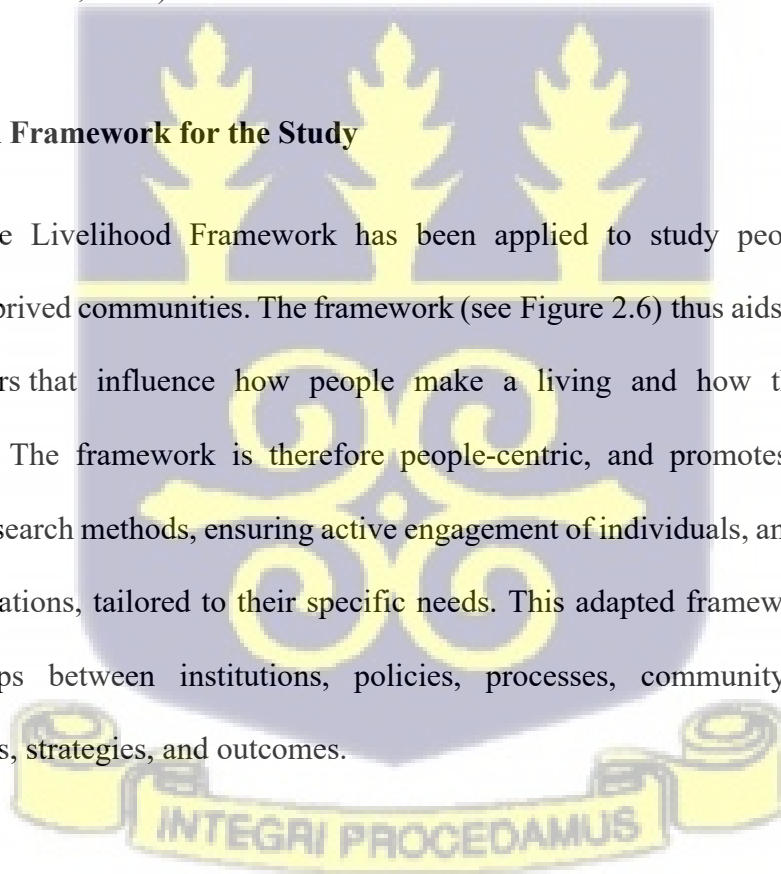 Framework for the Study
e Livelihood Framework has been applied to study peo
prived communities. The framework (see Figure 2.6) thus aids
rs that influence how people make a living and how t
The framework is therefore people-centric, and promotes
search methods, ensuring active engagement of individuals, an
ations, tailored to their specific needs. This adapted framew
ps between institutions, policies, processes, community
s, strategies, and outcomes.
INTEGRI PROCEDAMUS